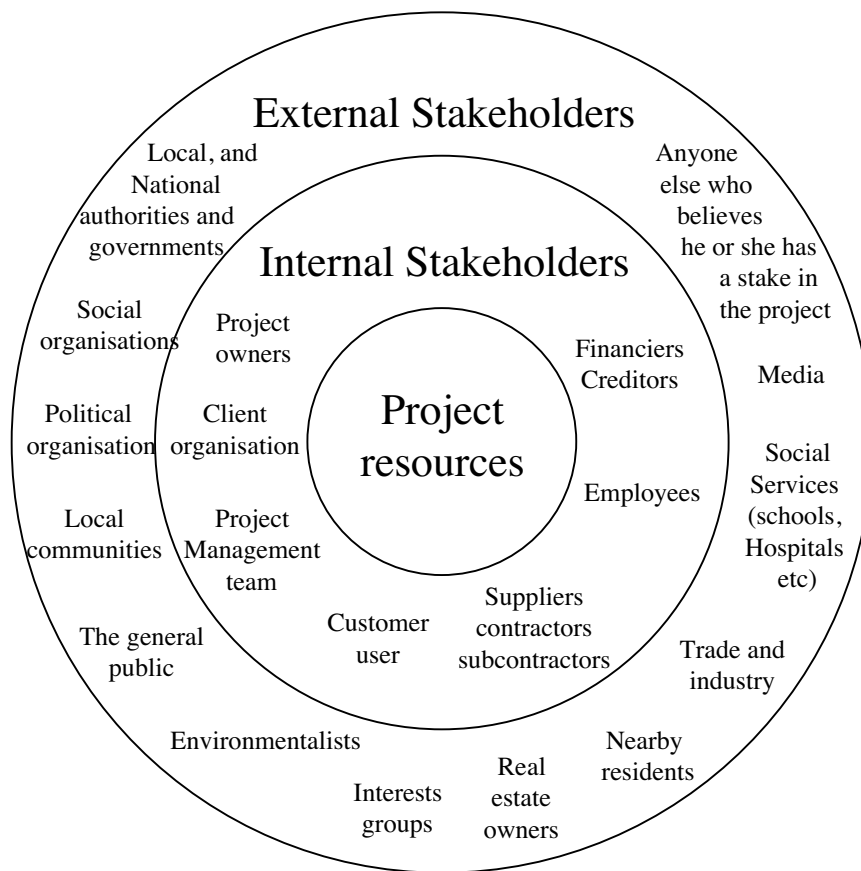 External Stakeholders
Local, and
National
authorities and
governments
Anyone
else who
believes
he or she has
a stake in
the project
Internal Stakeholders
Social
organisations
Project
owners
Financiers
Creditors
Media
Political
organisation
Client
organisation
Project
resources
Social
Services
(schools,
Hospitals
etc)
Employees
Local
communities
Project
Management
team
Suppliers
contractors
subcontractors
Customer
user
The general
public
Trade and
industry
Environmentalists
Nearby
residents
Real
estate
owners
Interests
groups